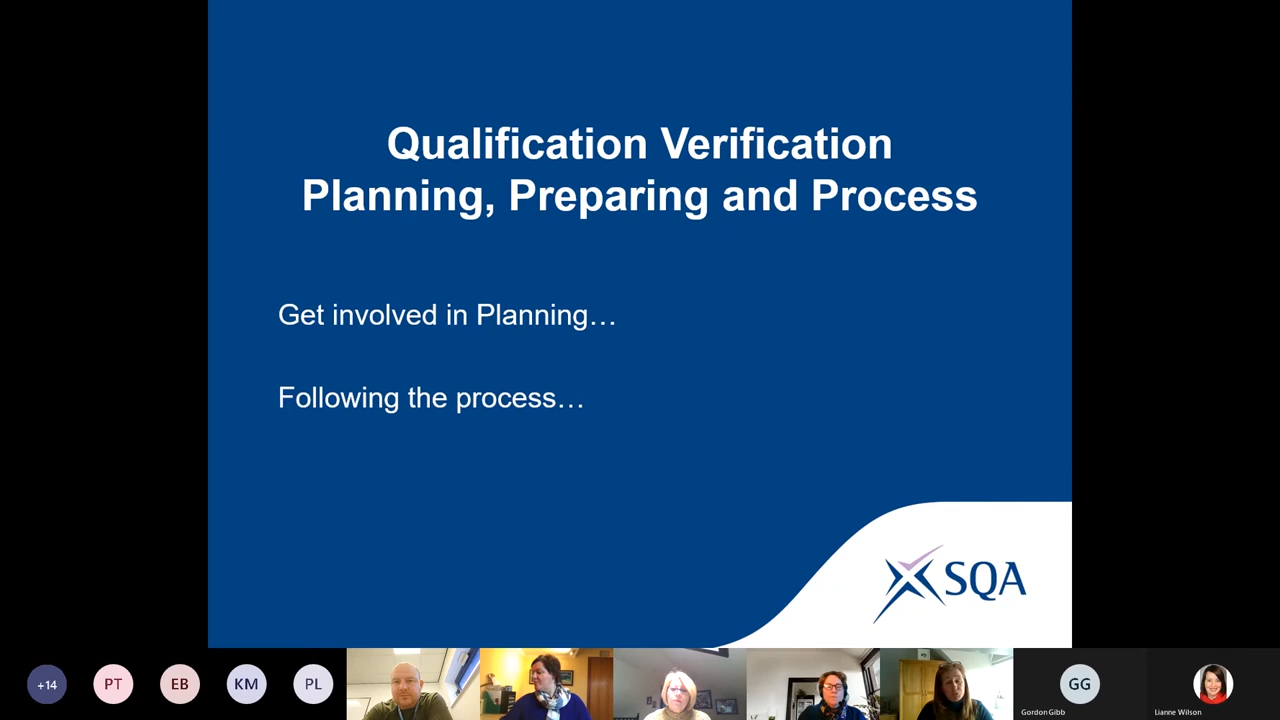 Qualification Verification
Planning, Preparing and Process
Get involved in Planning…
Following the process…
SQA
+14
PT
EB
KM
PL
GG
Gordon Gibb
Lianne Wilson